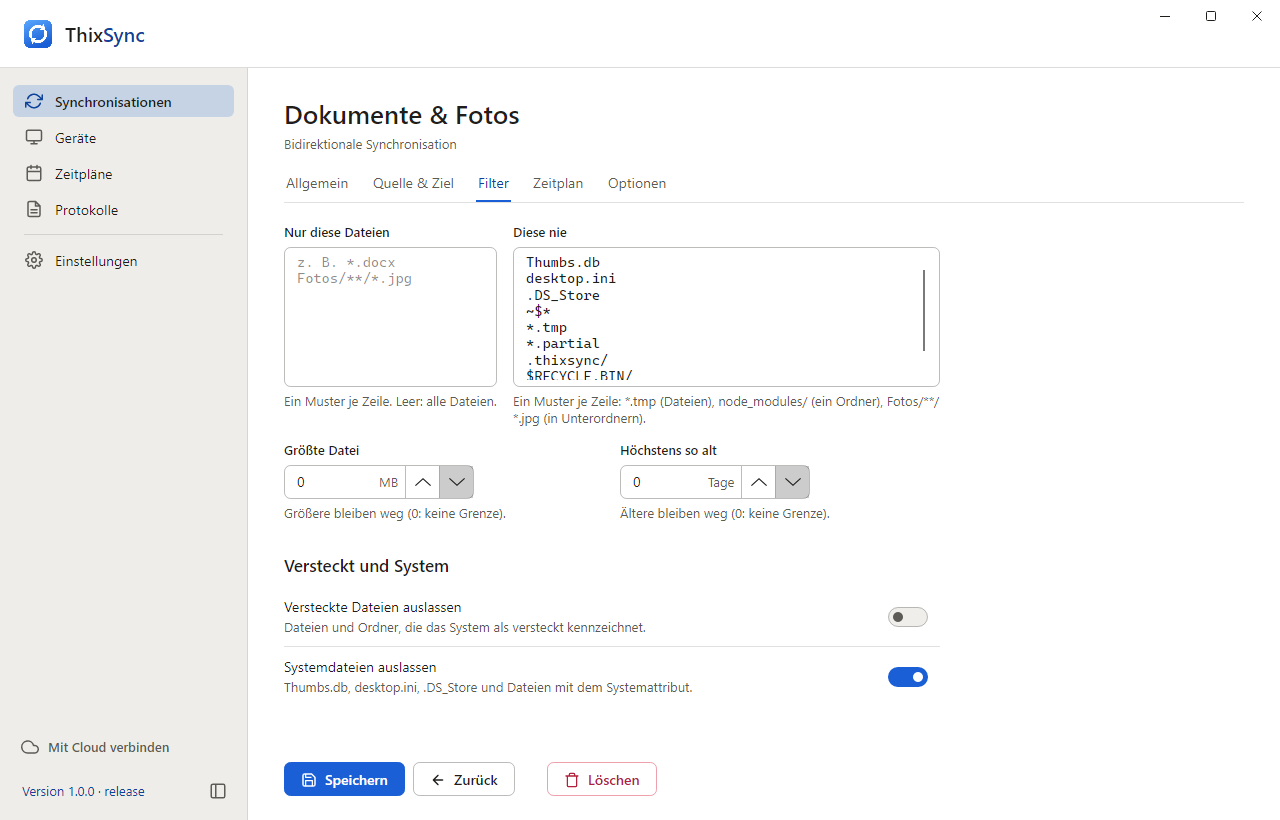 ThixSync
Synchronisationen
Geräte
Zeitpläne
Protokolle
Einstellungen
Mit Cloud verbinden
Version 1.0.0 · release
Dokumente & Fotos
Bidirektionale Synchronisation
Allgemein Quelle & Ziel Filter Zeitplan Optionen
Nur diese Dateien
z. B. *.docx
Fotos/**/*.jpg
Ein Muster je Zeile. Leer: alle Dateien.
Diese nie
Thumbs.db
desktop.ini
.DS_Store
~$*
*.tmp
*.partial
.thixsync/
$RECYCLE.BIN/
Ein Muster je Zeile: *.tmp (Dateien), node_modules/ (ein Ordner), Fotos/**/
*.jpg (in Unterordnern).
Größte Datei
0 MB
Größere bleiben weg (0: keine Grenze).
Höchstens so alt
0 Tage
Ältere bleiben weg (0: keine Grenze).
Versteckt und System
Versteckte Dateien auslassen
Dateien und Ordner, die das System als versteckt kennzeichnet.
Systemdateien auslassen
Thumbs.db, desktop.ini, .DS_Store und Dateien mit dem Systemattribut.
Speichern Zurück Löschen